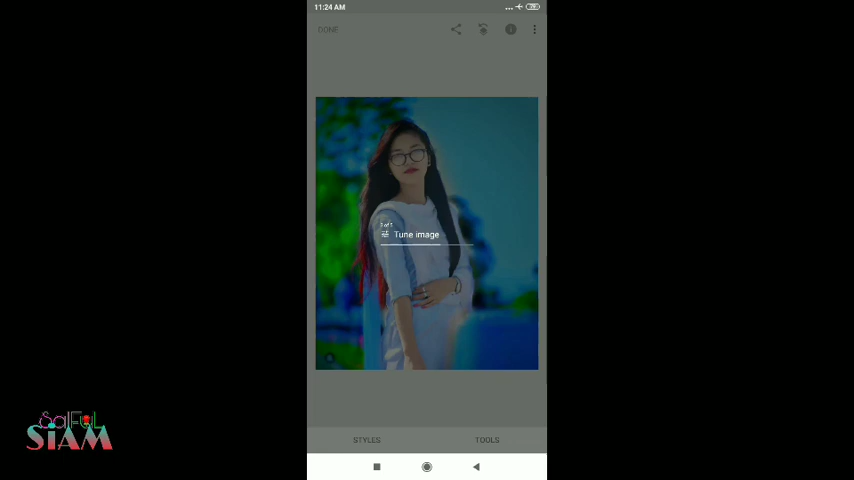 11:24 AM
DONE
Tune image
STYLES
TOOLS
SaIFuL
SIAM